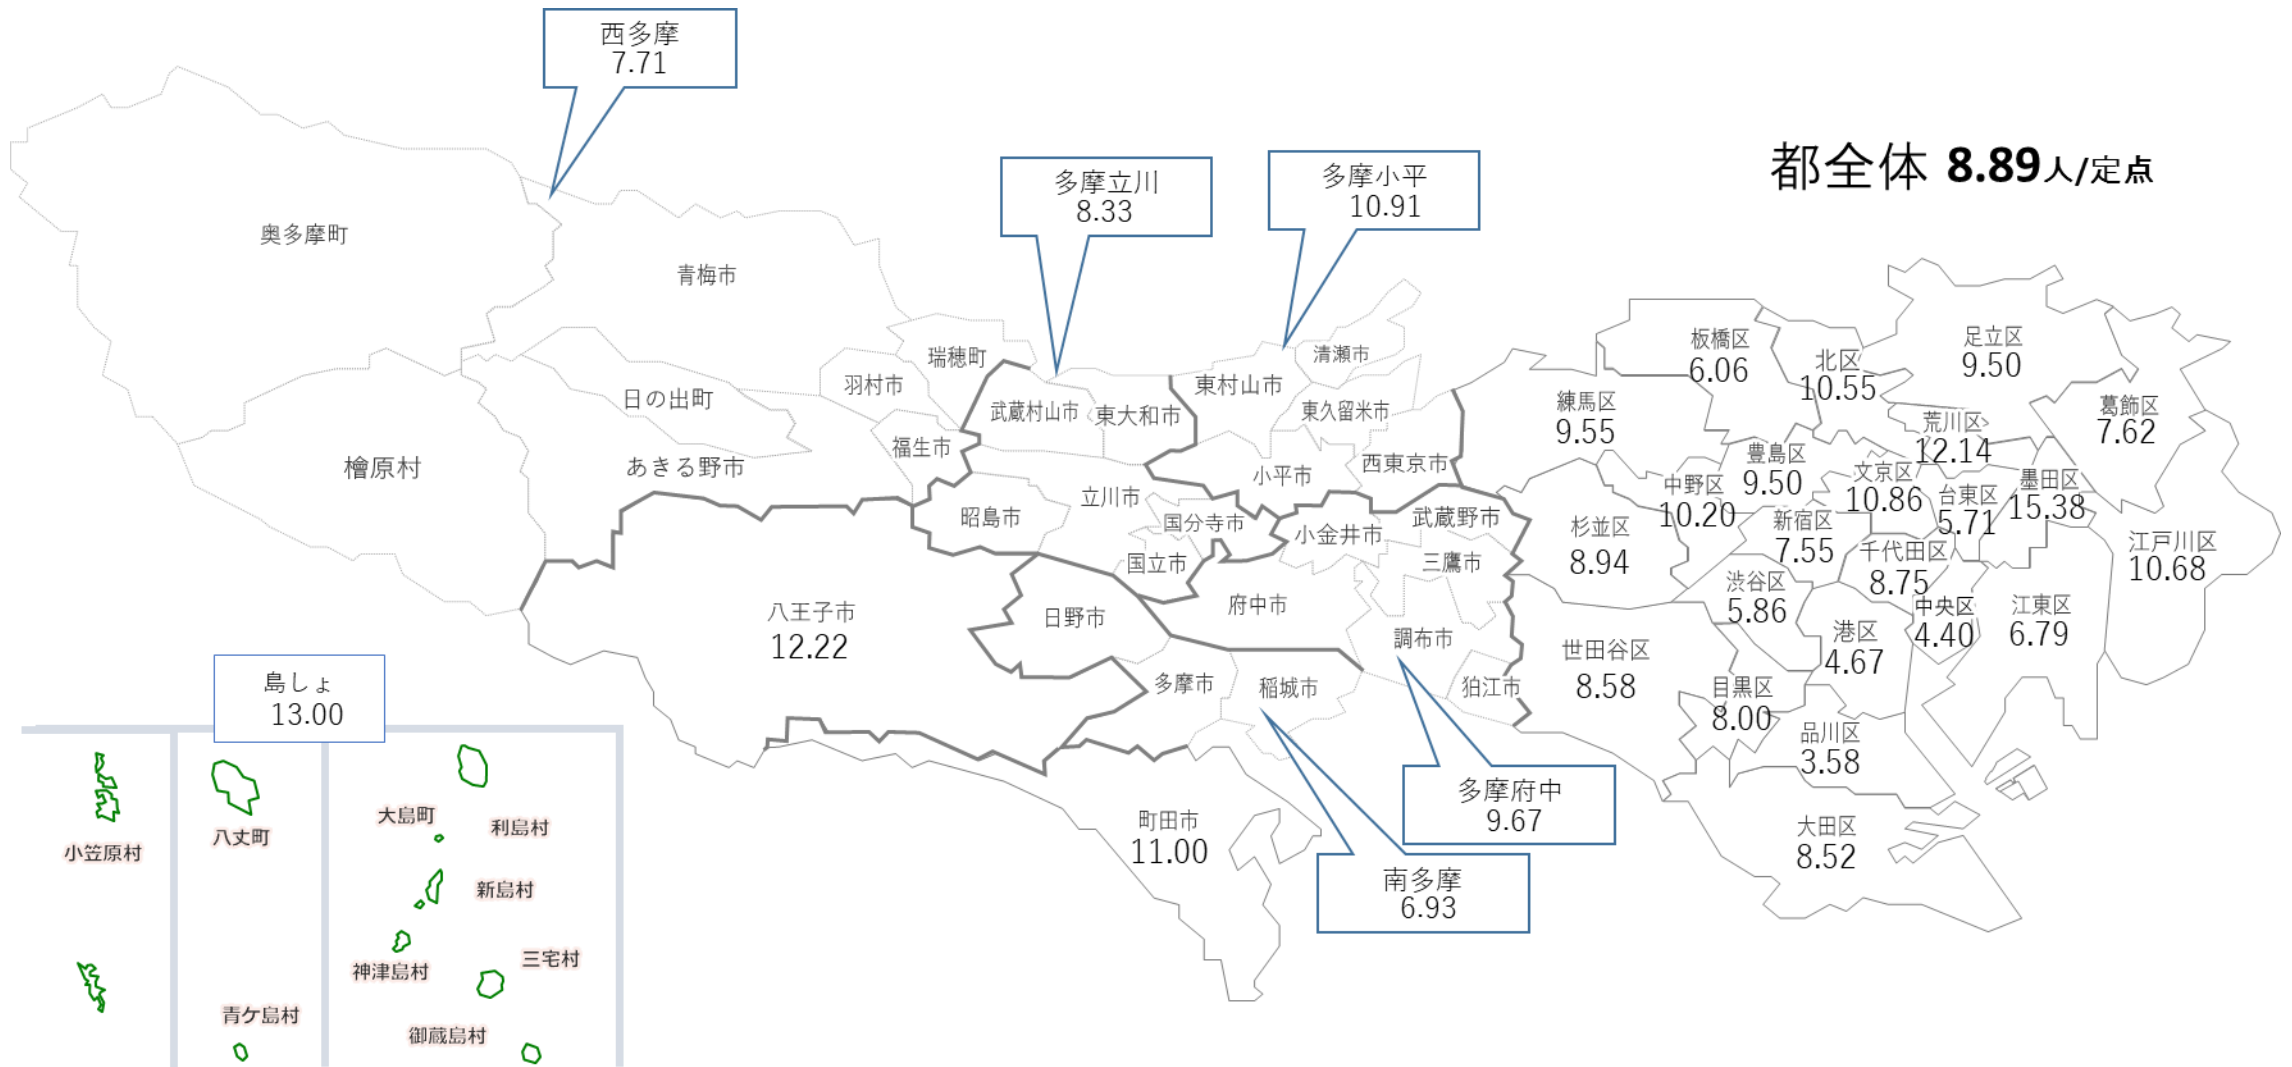 西多摩
7.71
多摩立川
8.33
多摩小平
10.91
都全体 8.89人/定点
奥多摩町
青梅市
瑞穂町
羽村市
日の出町
福生市
あきる野市
檜原村
武蔵村山市
東大和市
東村山市
清瀬市
東久留米市
小平市
西東京市
立川市
昭島市
国分寺市
国立市
小金井市
武蔵野市
三鷹市
府中市
調布市
狛江市
八王子市
12.22
日野市
多摩市
稲城市
町田市
11.00
多摩府中
9.67
南多摩
6.93
板橋区
6.06
北区
10.55
足立区
9.50
葛飾区
7.62
練馬区
9.55
荒川区
12.14
豊島区
9.50
文京区
10.86
台東区
5.71
墨田区
15.38
中野区
10.20
杉並区
8.94
新宿区
7.55
千代田区
8.75
江戸川区
10.68
渋谷区
5.86
中央区
4.40
江東区
6.79
港区
4.67
世田谷区
8.58
目黒区
8.00
品川区
3.58
大田区
8.52
島しょ
13.00
小笠原村
八丈町
青ケ島村
大島町
利島村
新島村
神津島村
三宅村
御蔵島村